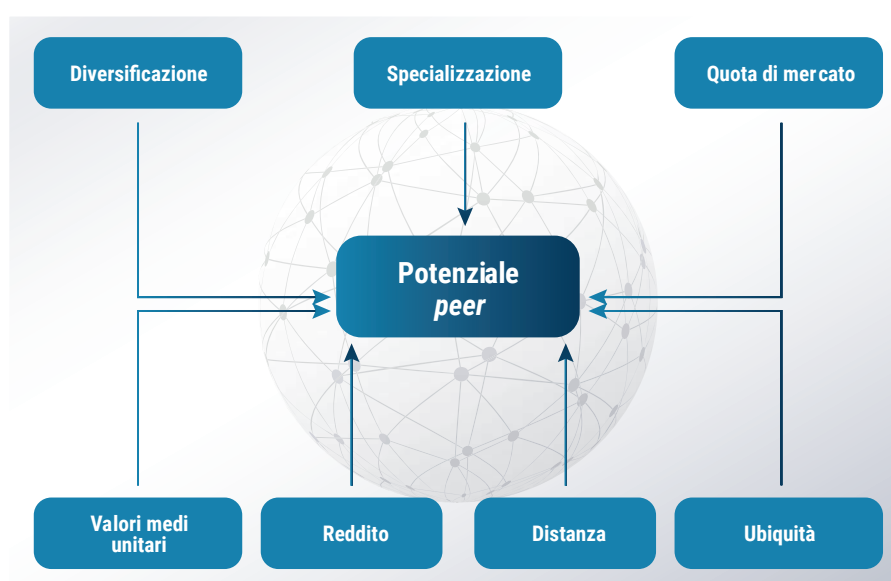 Diversificazione
Specializzazione
Quota di mercato
Potenziale
peer
Valori medi
unitari
Reddito
Distanza
Ubiquità